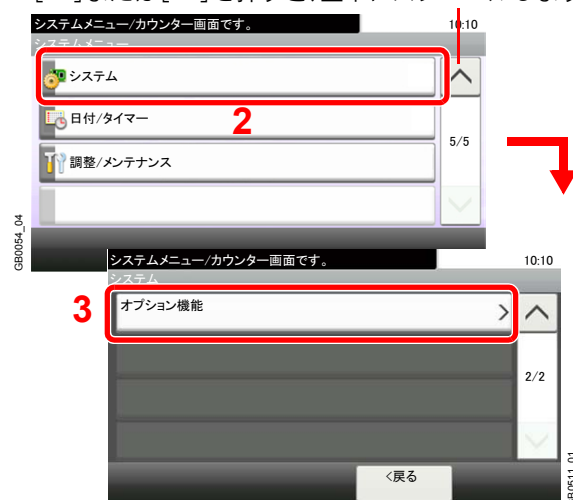 システムメニュー/カウンター画面です。
10:10
システムメニュー
システム
日付/タイマー
2
5/5
調整/メンテナンス
GB0054_04
システムメニュー/カウンター画面です。
10:10
システム
3
オプション機能
2/2
<戻る